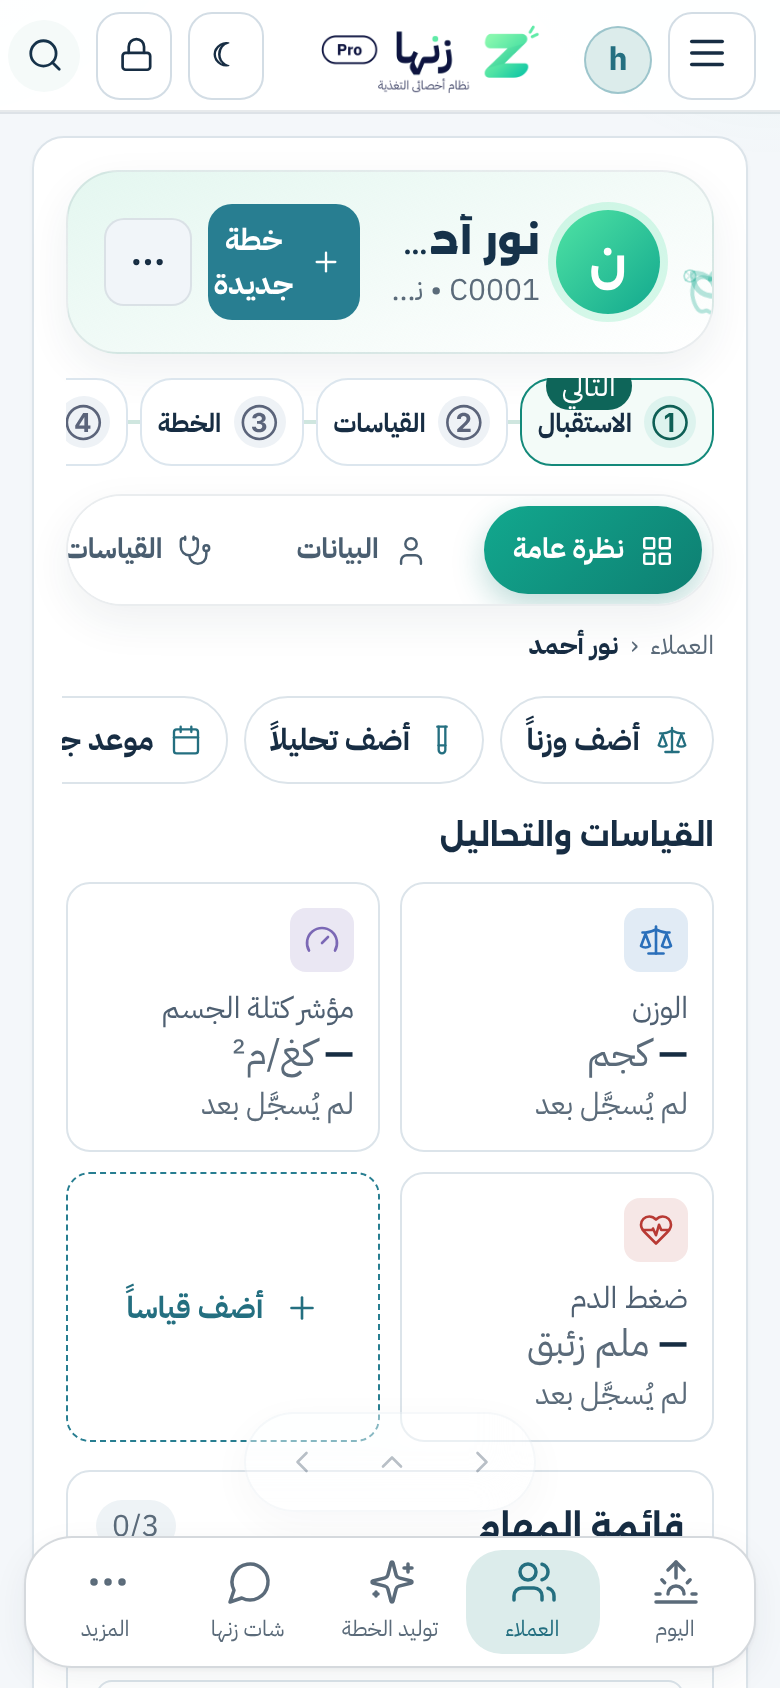 h
زنها
Pro
نظام أخصائي التغذية
ن
نور أحـ...
C0001 • نـ...
خطة
جديدة
التالي
1 الاستقبال
2 القياسات
3 الخطة
4
نظرة عامة
البيانات
القياسات
العملاء ‹ نور أحمد
أضف وزناً
أضف تحليلاً
موعد جـ
القياسات والتحاليل
الوزن
— كجم
لم يُسجَّل بعد
مؤشر كتلة الجسم
— كغ/م²
لم يُسجَّل بعد
ضغط الدم
— ملم زئبق
لم يُسجَّل بعد
أضف قياساً
قائمة المهام
0/3
اليوم
العملاء
توليد الخطة
شات زنها
المزيد